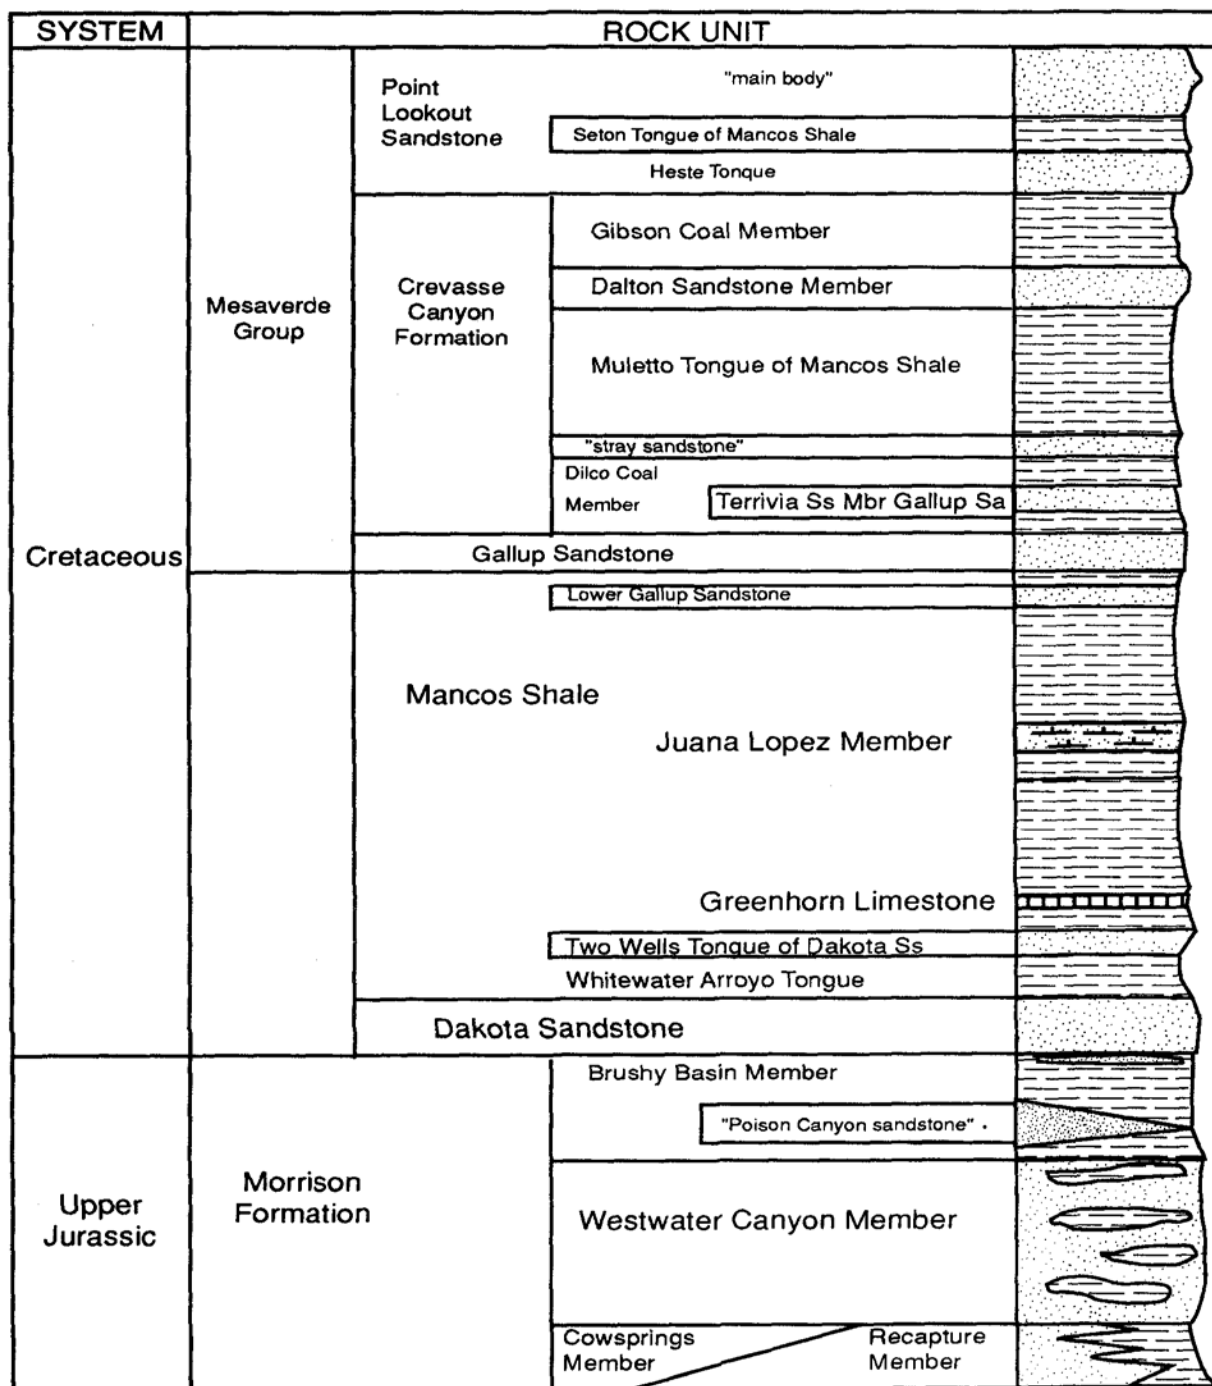 SYSTEM
ROCK UNIT
Point
Lookout
Sandstone
"main body"
Seton Tongue of Mancos Shale
Heste Tonque
Mesaverde
Group
Crevasse
Canyon
Formation
Gibson Coal Member
Dalton Sandstone Member
Muletto Tongue of Mancos Shale
"stray sandstone"
Dilco Coal
Member
Terrivia Ss Mbr Gallup Sa
Cretaceous
Gallup Sandstone
Lower Gallup Sandstone
Mancos Shale
Juana Lopez Member
Greenhorn Limestone
Two Wells Tongue of Dakota Ss
Whitewater Arroyo Tongue
Dakota Sandstone
Upper
Jurassic
Morrison
Formation
Brushy Basin Member
"Poison Canyon sandstone"
Westwater Canyon Member
Cowsprings
Member
Recapture
Member